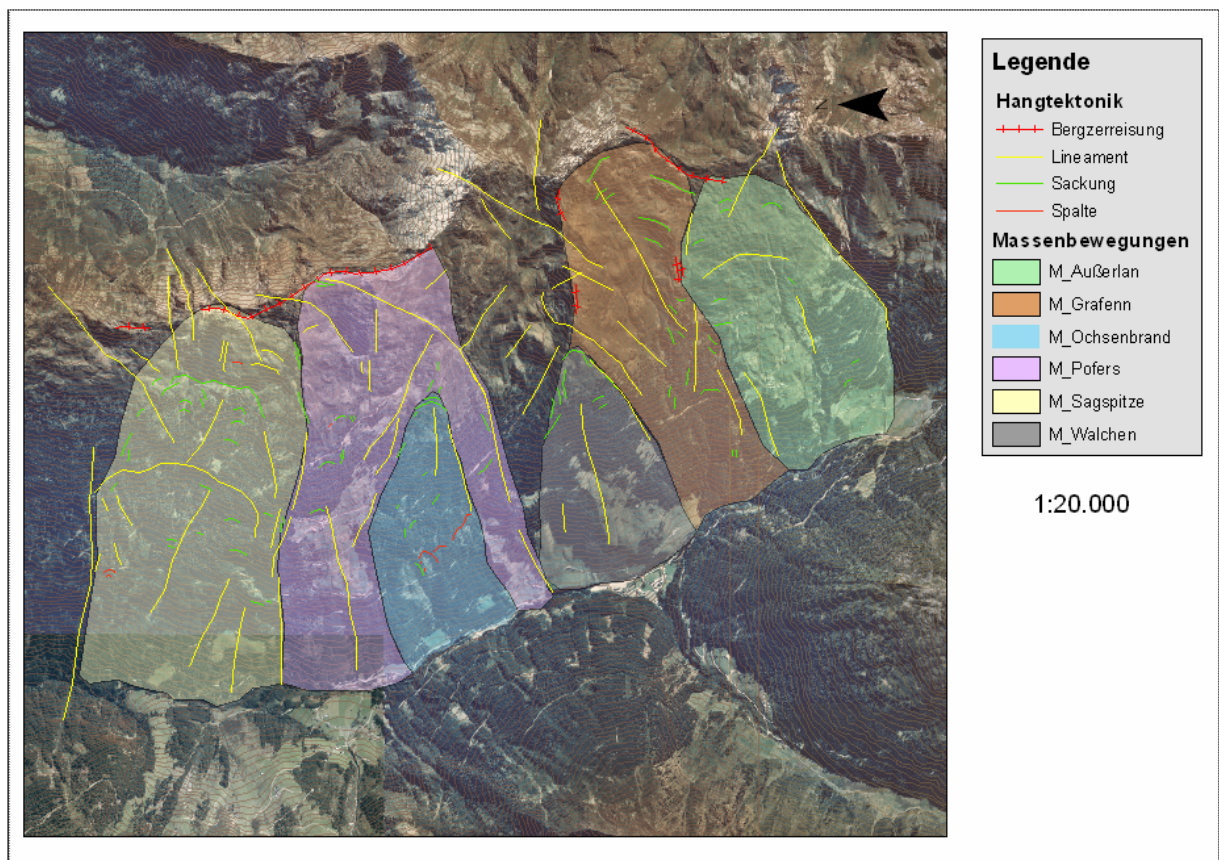 Legende
Hangtektonik
Bergzerreisung
Lineament
Sackung
Spalte
Massenbewegungen
M_Außerlan
M_Grafenn
M_Ochsenbrand
M_Pofers
M_Sagspitze
M_Walchen
1:20.000